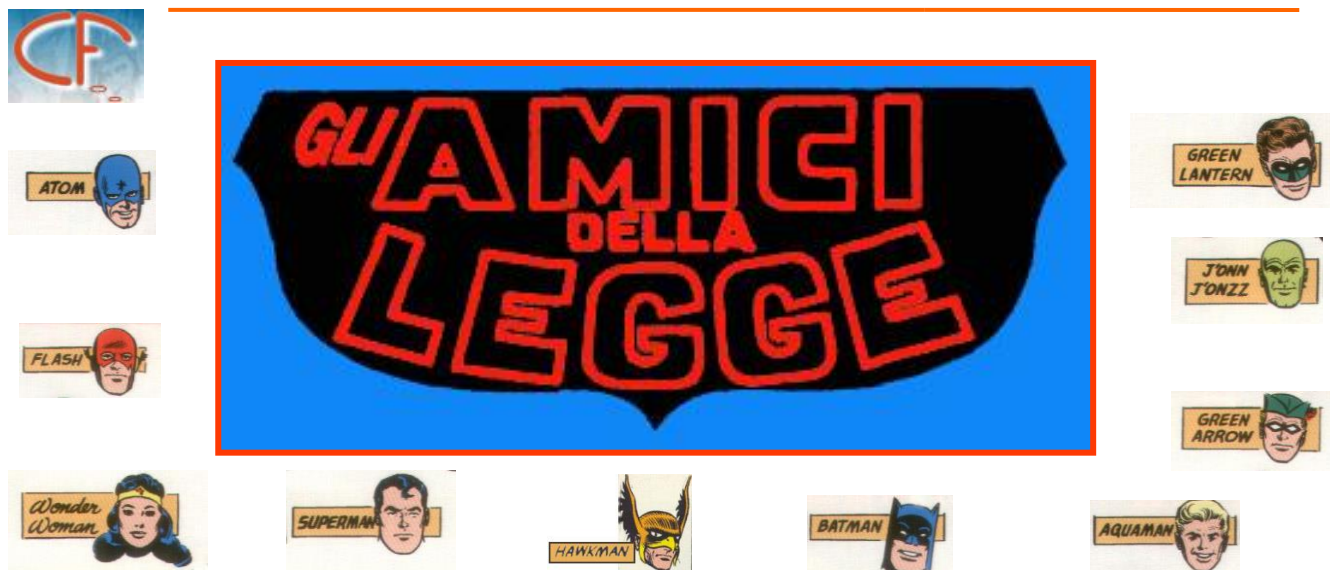 CF
GLI AMICI
DELLA
LEGGE
ATOM
GREEN
LANTERN
J'ONN
J'ONZZ
FLASH
GREEN
ARROW
Wonder
Woman
SUPERMAN
HAWKMAN
BATMAN
AQUAMAN